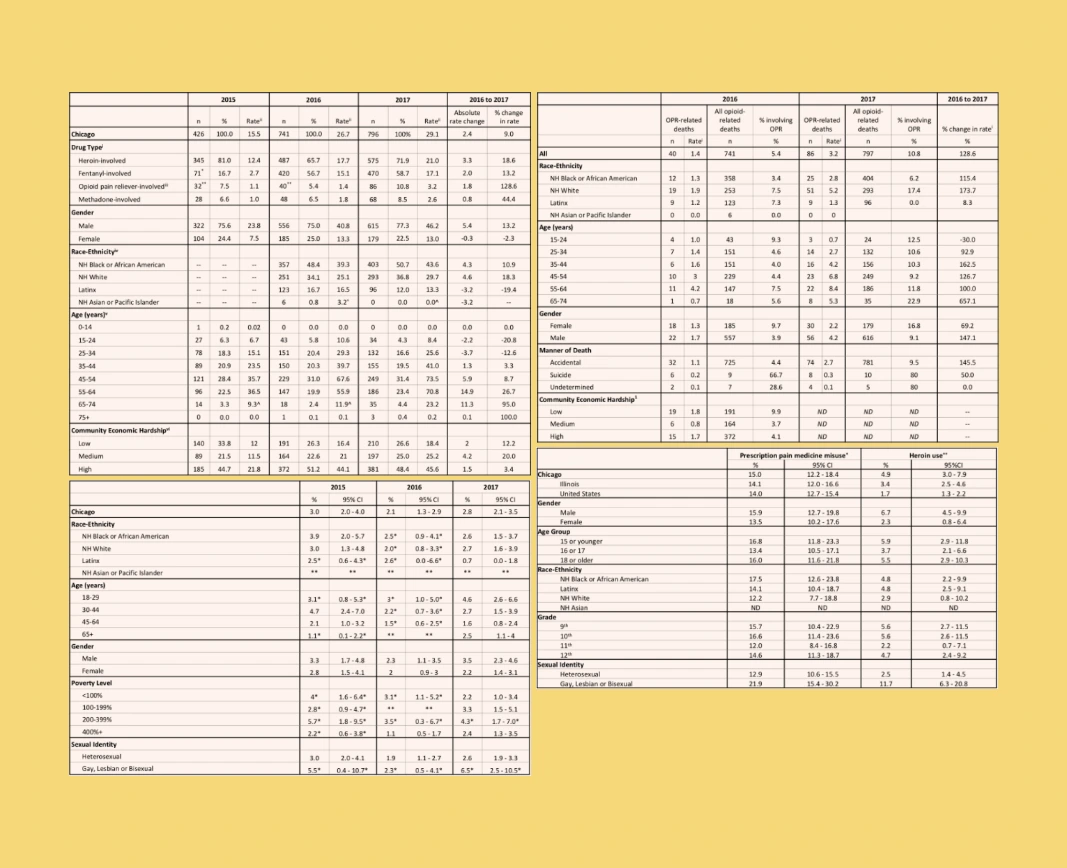 2015 2016 2017 2016 to 2017
n % Rate n % Rate n % Rate Absolute rate change % change in rate
Chicago 426 100.0 15.5 741 100.0 26.7 796 100% 29.1 2.4 9.0
Drug Type
Heroin-involved 345 81.0 12.4 487 65.7 17.7 575 71.9 21.0 3.3 18.6
Fentanyl-involved 71* 16.7 2.7 420 56.7 15.1 470 58.7 17.1 2.0 13.2
Opioid pain reliever-involved 32** 7.5 1.1 40** 5.4 1.4 86 10.8 3.2 1.8 128.6
Methadone-involved 28 6.6 1.0 48 6.5 1.8 68 8.5 2.6 0.8 44.4
Gender
Male 322 75.6 23.8 556 75.0 40.8 615 77.3 46.2 5.4 13.2
Female 104 24.4 7.5 185 25.0 13.3 179 22.5 13.0 -0.3 -2.3
Race-Ethnicity
NH Black or African American -- -- -- 357 48.4 39.3 403 50.7 43.6 4.6 10.9
NH White -- -- -- 251 34.1 25.1 293 36.8 29.7 4.6 18.3
Latinx -- -- -- 123 16.7 16.5 96 12.0 13.3 -3.2 -19.4
NH Asian or Pacific Islander -- -- -- 6 0.8 3.2 0 0.0 0.0^ -3.2 --
Age (years)
0-14 1 0.2 0.02 0 0.0 0.0 0 0.0 0.0 0.0 0.0
15-24 27 6.3 6.7 43 5.8 10.6 34 4.3 8.4 -2.2 -20.8
25-34 78 18.3 15.1 151 20.4 29.3 132 16.6 25.6 -3.7 -12.6
35-44 89 20.9 23.5 150 20.3 39.7 155 19.5 41.0 1.3 3.3
45-54 121 28.4 35.7 229 31.0 67.6 249 31.4 73.5 5.9 8.7
55-64 96 22.5 36.5 147 19.9 55.9 186 23.4 70.8 14.9 26.7
65-74 14 3.3 9.3^ 18 2.4 11.9^ 35 4.4 23.2 11.3 95.0
75+ 0 0.0 0.0 1 0.1 0.1 3 0.4 0.2 0.1 100.0
Community Economic Hardship
Low 140 33.8 12 191 26.3 16.4 210 26.6 18.4 2 12.2
Medium 89 21.5 11.5 164 22.6 21 197 25.0 25.2 4.2 20.0
High 185 44.7 21.8 372 51.2 44.1 381 48.4 45.6 1.5 3.4
2015 2016 2017
% 95% CI % 95% CI % 95% CI
Chicago 3.0 2.0 - 4.0 2.1 1.3 - 2.9 2.8 2.1 - 3.5
Race-Ethnicity
NH Black or African American 3.9 2.0 - 5.7 2.5* 0.9 - 4.1* 2.6 1.5 - 3.7
NH White 3.0 1.3 - 4.8 2.0* 0.8 - 3.3* 2.7 1.6 - 3.9
Latinx 2.5* 0.6 - 4.3* 2.6* 0.0 -6.6* 0.7 0.0 - 1.8
NH Asian or Pacific Islander ** ** ** ** ** **
Age (years)
18-29 3.1* 0.8 - 5.3* 3* 1.0 - 5.0* 4.6 2.6 - 6.6
30-44 4.7 2.4 - 7.0 2.2* 0.7 - 3.6* 2.7 1.5 - 3.9
45-64 2.1 1.0 - 3.2 1.5* 0.6 - 2.5* 1.6 0.8 - 2.4
65+ 1.1* 0.1 - 2.2* ** ** 2.5 1.1 - 4
Gender
Male 3.3 1.7 - 4.8 2.3 1.1 - 3.5 3.5 2.3 - 4.6
Female 2.8 1.5 - 4.1 2 0.9 - 3 2.2 1.4 - 3.1
Poverty Level
<100% 4* 1.6 - 6.4* 3.1* 1.1 - 5.2* 2.2 1.0 - 3.4
100-199% 2.8* 0.9 - 4.7* ** ** 3.3 1.5 - 5.1
200-399% 5.7* 1.8 - 9.5* 3.5* 0.3 - 6.7* 4.3* 1.7 - 7.0*
400%+ 2.2* 0.6 - 3.8* 1.1 0.5 - 1.7 2.4 1.3 - 3.5
Sexual Identity
Heterosexual 3.0 2.0 - 4.1 1.9 1.1 - 2.7 2.6 1.9 - 3.3
Gay, Lesbian or Bisexual 5.5* 0.4 - 10.7* 2.3* 0.5 - 4.1* 6.5* 2.5 - 10.5*
2016 2017 2016 to 2017
OPR-related deaths All opioid-related deaths % involving OPR OPR-related deaths All opioid-related deaths % involving OPR % change in rate
n Rate n % n Rate n % %
All 40 1.4 741 5.4 86 3.2 797 10.8 128.6
Race-Ethnicity
NH Black or African American 12 1.3 358 3.4 25 2.8 404 6.2 115.4
NH White 19 1.9 253 7.5 51 5.2 293 17.4 173.7
Latinx 9 1.2 123 7.3 9 1.3 96 0.0 8.3
NH Asian or Pacific Islander 0 0.0 6 0.0 0 0
Age (years)
15-24 4 1.0 43 9.3 3 0.7 24 12.5 -30.0
25-34 7 1.4 151 4.6 14 2.7 132 10.6 92.9
35-44 6 1.6 151 4.0 16 4.2 156 10.3 162.5
45-54 10 3 229 4.4 23 6.8 249 9.2 126.7
55-64 11 4.2 147 7.5 22 8.4 186 11.8 100.0
65-74 1 0.7 18 5.6 8 5.3 35 22.9 657.1
Gender
Female 18 1.3 185 9.7 30 2.2 179 16.8 69.2
Male 22 1.7 557 3.9 56 4.2 616 9.1 147.1
Manner of Death
Accidental 32 1.1 725 4.4 74 2.7 781 9.5 145.5
Suicide 6 0.2 9 66.7 8 0.3 10 80 50.0
Undetermined 2 0.1 7 28.6 4 0.1 5 80 0.0
Community Economic Hardship
Low 19 1.8 191 9.9 ND ND ND --
Medium 6 0.8 164 3.7 ND ND ND --
High 15 1.7 372 4.1 ND ND ND --
Prescription pain medicine misuse* Heroin use**
% 95% CI % 95%CI
Chicago 15.0 12.2 - 18.4 4.9 3.0 - 7.9
Illinois 14.1 12.0 - 16.6 3.4 2.5 - 4.6
United States 14.0 12.7 - 15.4 1.7 1.3 - 2.2
Gender
Male 15.9 12.7 - 19.8 6.7 4.5 - 9.9
Female 13.5 10.2 - 17.6 2.3 0.8 - 6.4
Age Group
15 or younger 16.8 11.8 - 23.3 5.9 2.9 - 11.8
16 or 17 13.4 10.5 - 17.1 3.7 2.1 - 6.6
18 or older 16.0 11.6 - 21.8 5.5 2.9 - 10.3
Race-Ethnicity
NH Black or African American 17.5 12.6 - 23.8 4.8 2.2 - 9.9
Latinx 14.1 10.4 - 18.7 4.8 2.5 - 9.1
NH White 12.2 7.7 - 18.8 2.9 0.8 - 10.2
NH Asian ND ND ND ND
Grade
9th 15.7 10.4 - 22.9 5.6 2.7 - 11.5
10th 16.6 11.4 - 23.6 5.6 2.6 - 11.5
11th 12.0 8.4 - 16.8 2.2 0.7 - 7.1
12th 14.6 11.3 - 18.7 4.7 2.4 - 9.2
Sexual Identity
Heterosexual 12.9 10.6 - 15.5 2.5 1.4 - 4.5
Gay, Lesbian or Bisexual 21.9 15.4 - 30.2 11.7 6.3 - 20.8